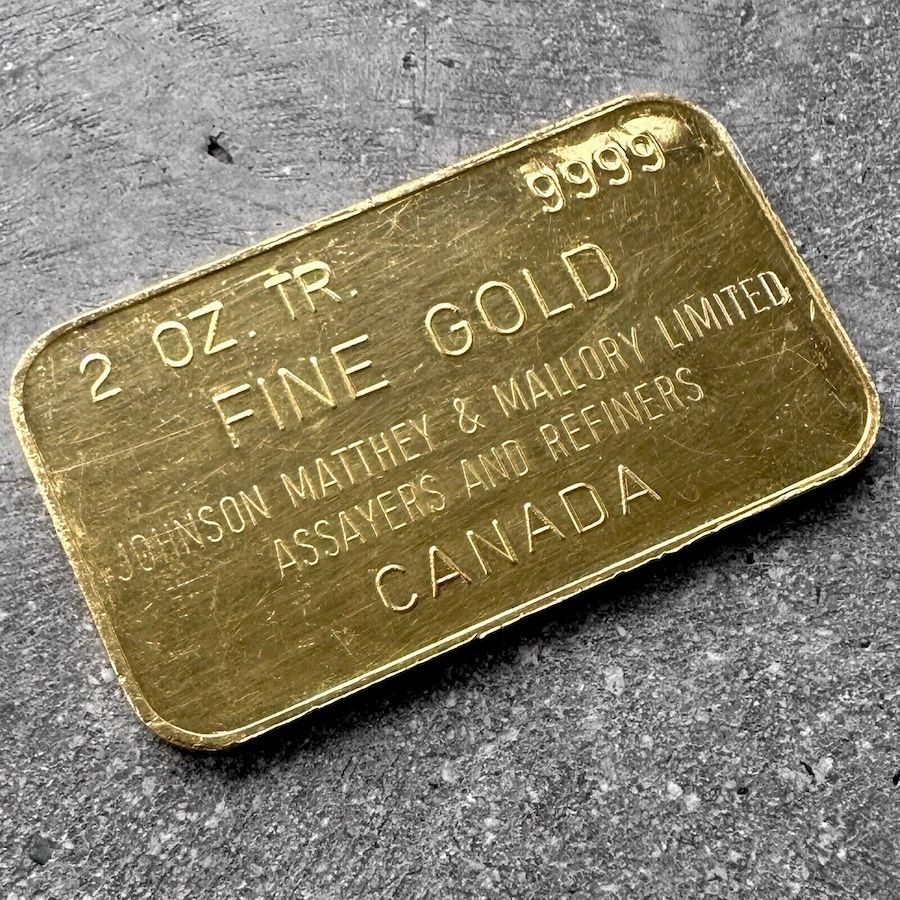 9999
2 OZ. TR.
FINE GOLD
JOHNSON MATTHEY & MALLORY LIMITED
ASSAYERS AND REFINERS
CANADA